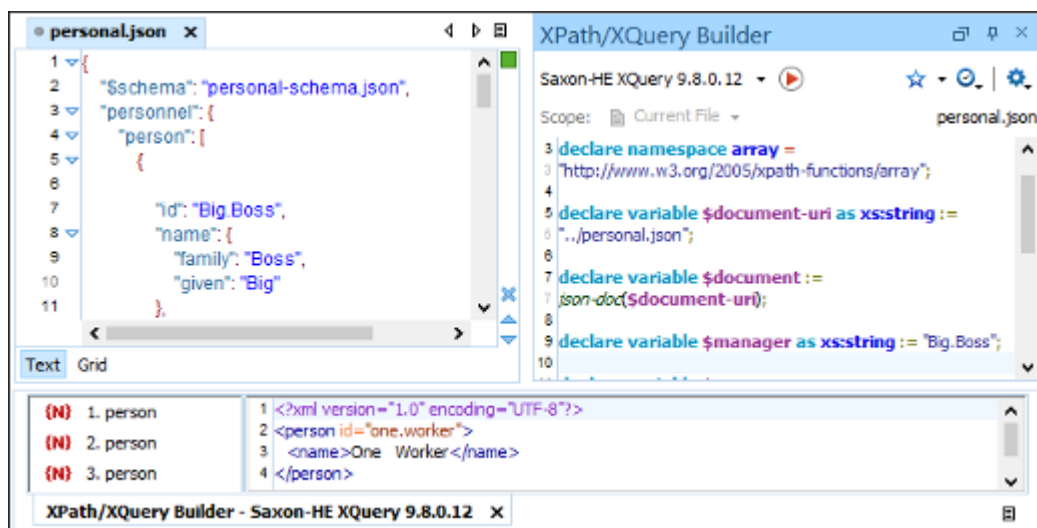 personal.json
1 {
2 "$schema": "personal-schema.json",
3 "personnel": {
4 "person": [
5 {
6
7 "id": "Big.Boss",
8 "name": {
9 "family": "Boss",
10 "given": "Big"
11 },
Text Grid
XPath/XQuery Builder
Saxon-HE XQuery 9.8.0.12
Scope: Current File personal.json
3 declare namespace array =
3 "http://www.w3.org/2005/xpath-functions/array";
4
5 declare variable $document-uri as xs:string :=
6 "../personal.json";
6
7 declare variable $document :=
7 json-doc($document-uri);
8
9 declare variable $manager as xs:string := "Big.Boss";
10
{N} 1. person
{N} 2. person
{N} 3. person
1 <?xml version="1.0" encoding="UTF-8"?>
2 <person id="one.worker">
3 <name>One Worker</name>
4 </person>
XPath/XQuery Builder - Saxon-HE XQuery 9.8.0.12